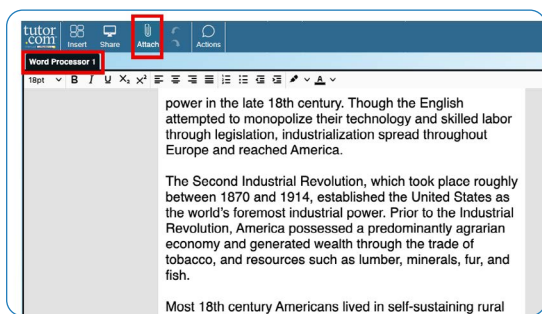 tutor
.com
Insert Share Attach Actions
Word Processor 1
18pt B I U X₂ X² A
power in the late 18th century. Though the English
attempted to monopolize their technology and skilled labor
through legislation, industrialization spread throughout
Europe and reached America.
The Second Industrial Revolution, which took place roughly
between 1870 and 1914, established the United States as
the world's foremost industrial power. Prior to the Industrial
Revolution, America possessed a predominantly agrarian
economy and generated wealth through the trade of
tobacco, and resources such as lumber, minerals, fur, and
fish.
Most 18th century Americans lived in self-sustaining rural